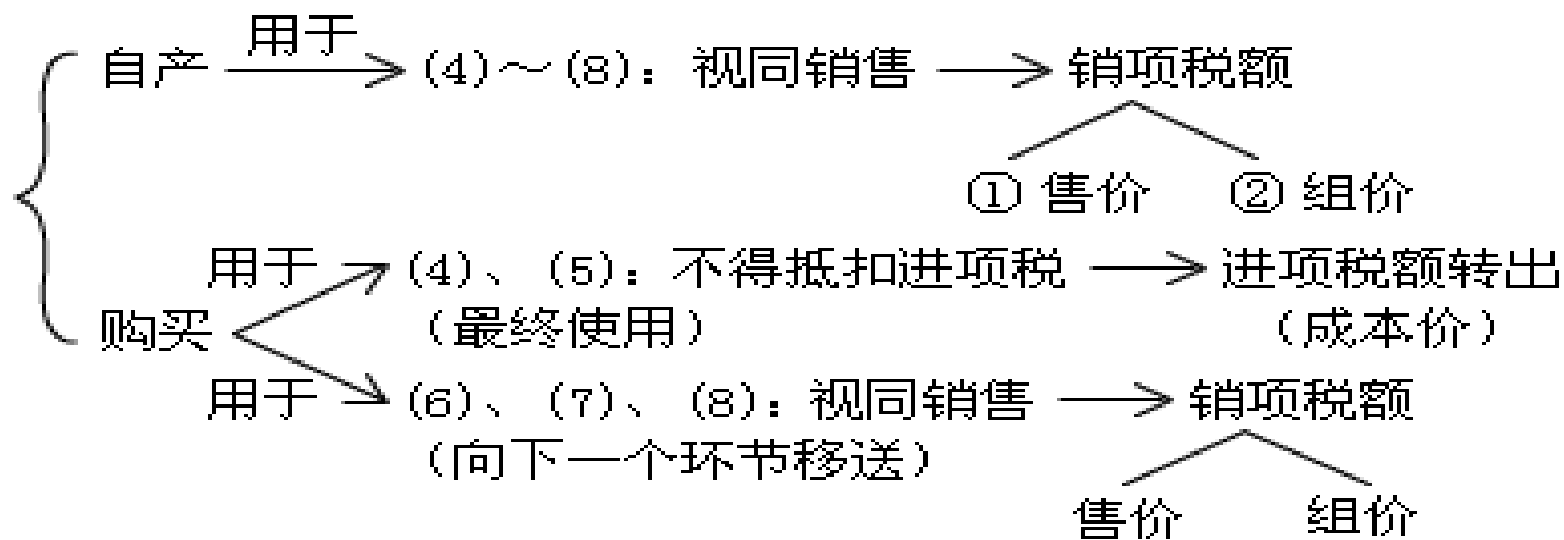 用于
自产 (4)～(8)：视同销售 销项税额
① 售价 ② 组价
用于 (4)、(5)：不得抵扣进项税 进项税额转出
购买 （最终使用） （成本价）
用于 (6)、(7)、(8)：视同销售 销项税额
（向下一个环节移送）
售价 组价